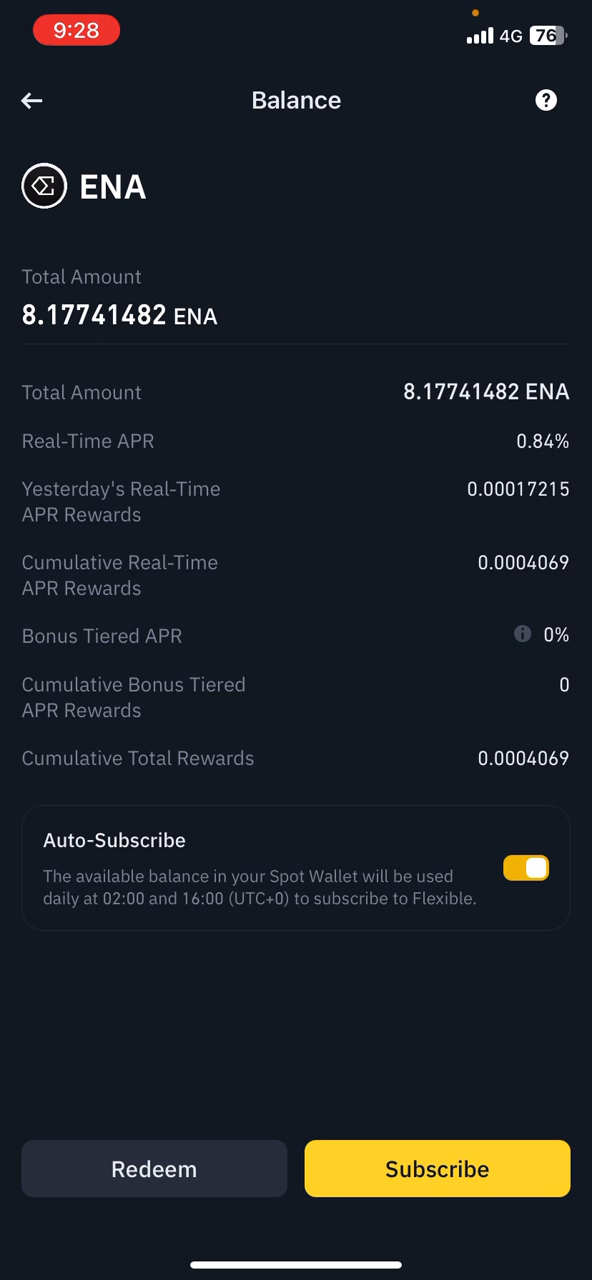 9:28
4G 76
Balance
ENA
Total Amount
8.17741482 ENA
Total Amount 8.17741482 ENA
Real-Time APR 0.84%
Yesterday's Real-Time
APR Rewards 0.00017215
Cumulative Real-Time
APR Rewards 0.0004069
Bonus Tiered APR 0%
Cumulative Bonus Tiered
APR Rewards 0
Cumulative Total Rewards 0.0004069
Auto-Subscribe
The available balance in your Spot Wallet will be used
daily at 02:00 and 16:00 (UTC+0) to subscribe to Flexible.
Redeem Subscribe